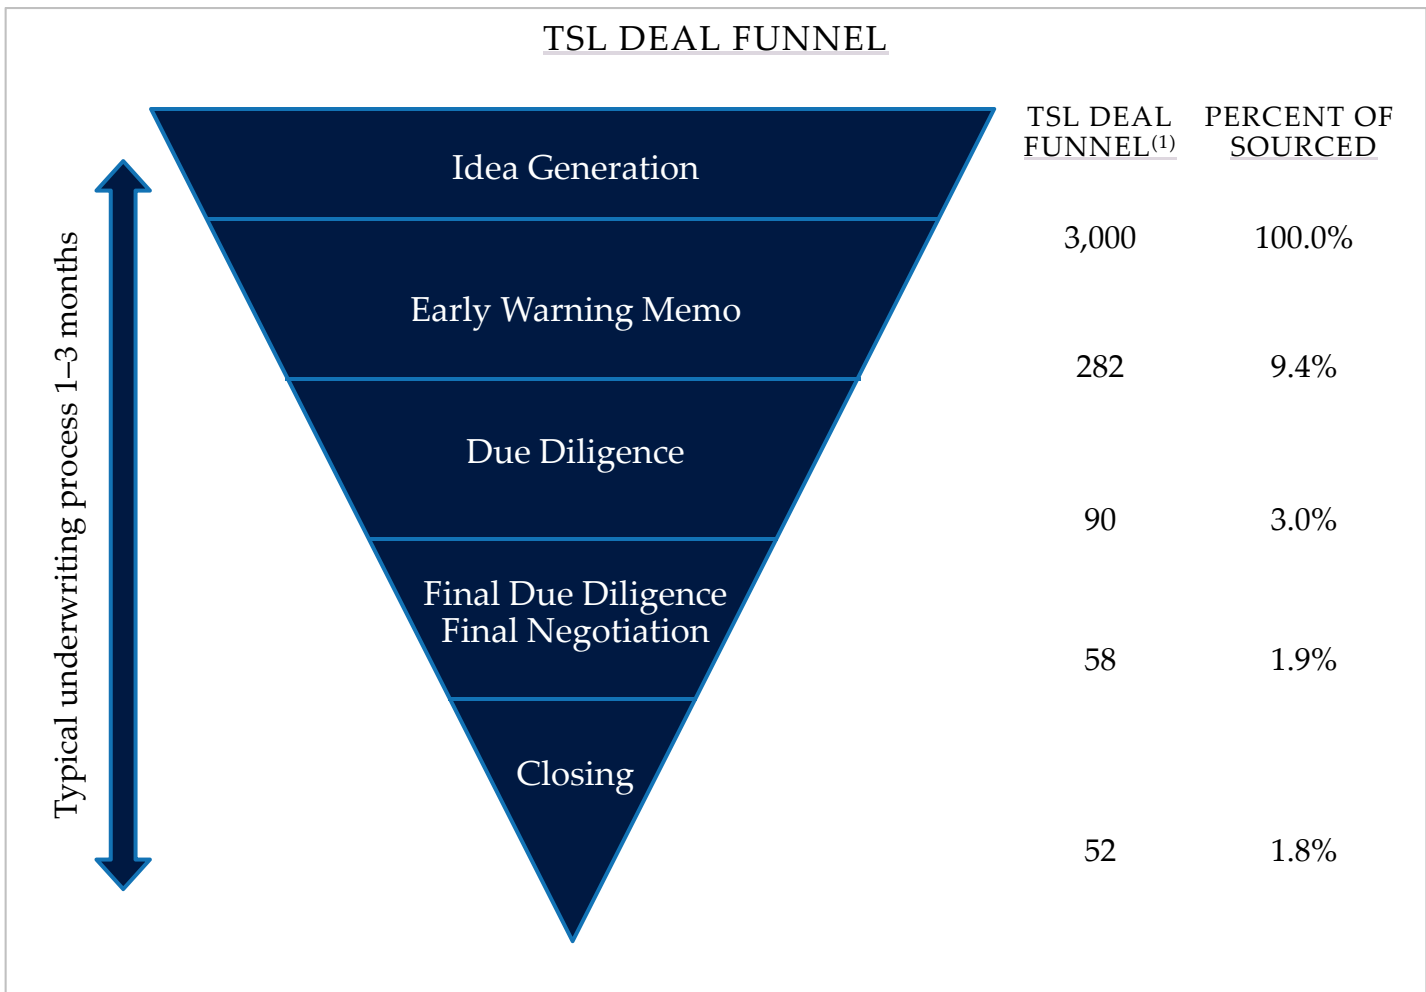 TSL DEAL FUNNEL
TSL DEAL
FUNNEL(1)
PERCENT OF
SOURCED
Idea Generation
3,000 100.0%
Early Warning Memo
282 9.4%
Due Diligence
90 3.0%
Final Due Diligence
Final Negotiation
58 1.9%
Closing
52 1.8%
Typical underwriting process 1–3 months